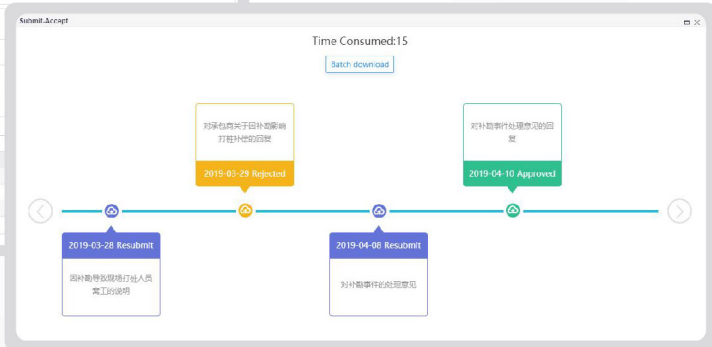 Submit-Accept
Time Consumed:15
Batch download
对承包商关于因补勘影响
打桩补偿的回复
2019-03-29 Rejected
对补勘事件处理意见的回
复
2019-04-10 Approved
2019-03-28 Resubmit
因补勘导致现场打桩人员
窝工的说明
2019-04-08 Resubmit
对补勘事件的处理意见